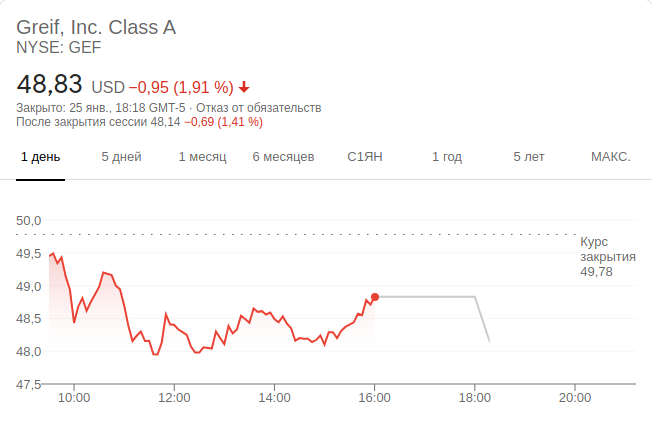 Greif, Inc. Class A
NYSE: GEF
48,83 USD −0,95 (1,91 %)
Закрыто: 25 янв., 18:18 GMT-5 · Отказ от обязательств
После закрытия сессии 48,14 −0,69 (1,41 %)
1 день 5 дней 1 месяц 6 месяцев С1ЯН 1 год 5 лет МАКС.
50,0
Курс
закрытия
49,78
49,5
49,0
48,5
48,0
47,5
10:00 12:00 14:00 16:00 18:00 20:00